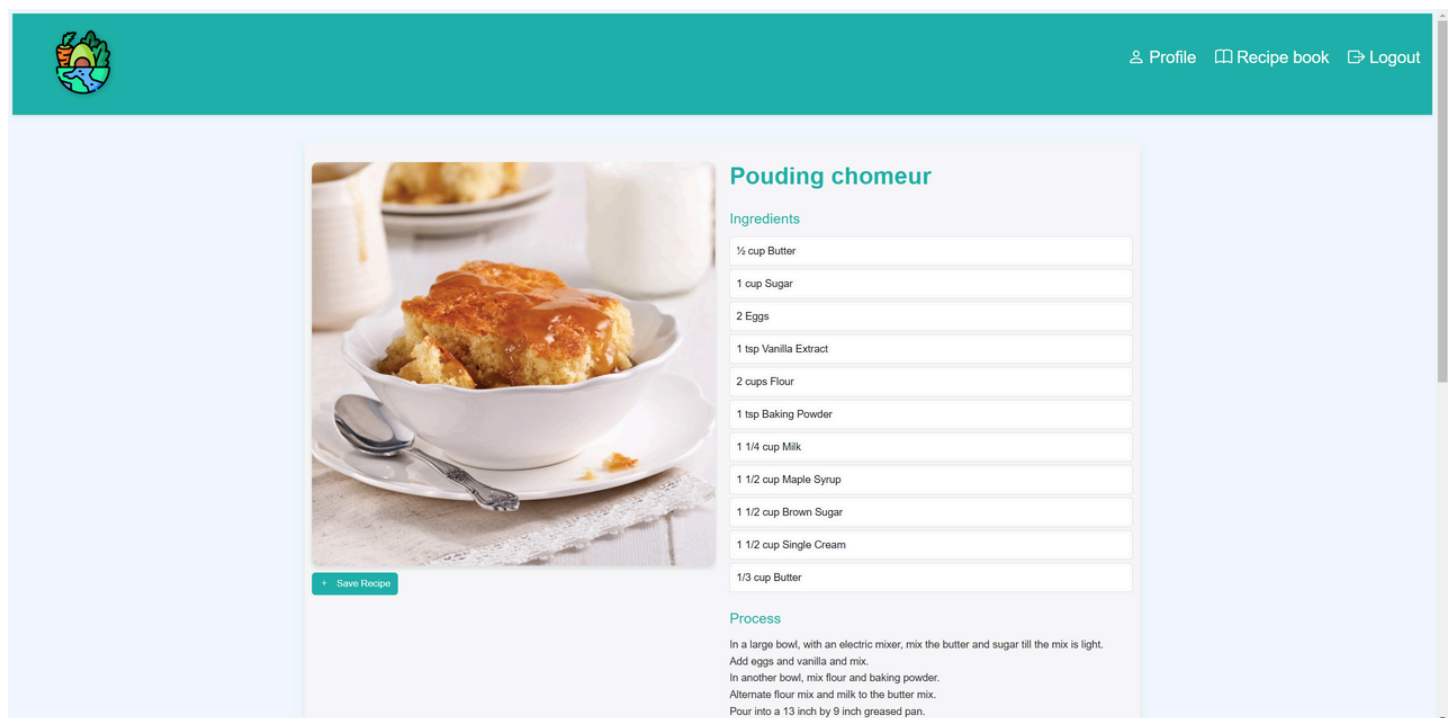 Profile
Recipe book
Logout
Pouding chomeur
Ingredients
½ cup Butter
1 cup Sugar
2 Eggs
1 tsp Vanilla Extract
2 cups Flour
1 tsp Baking Powder
1 1/4 cup Milk
1 1/2 cup Maple Syrup
1 1/2 cup Brown Sugar
1 1/2 cup Single Cream
1/3 cup Butter
+ Save Recipe
Process
In a large bowl, with an electric mixer, mix the butter and sugar till the mix is light.
Add eggs and vanilla and mix.
In another bowl, mix flour and baking powder.
Alternate flour mix and milk to the butter mix.
Pour into a 13 inch by 9 inch greased pan.